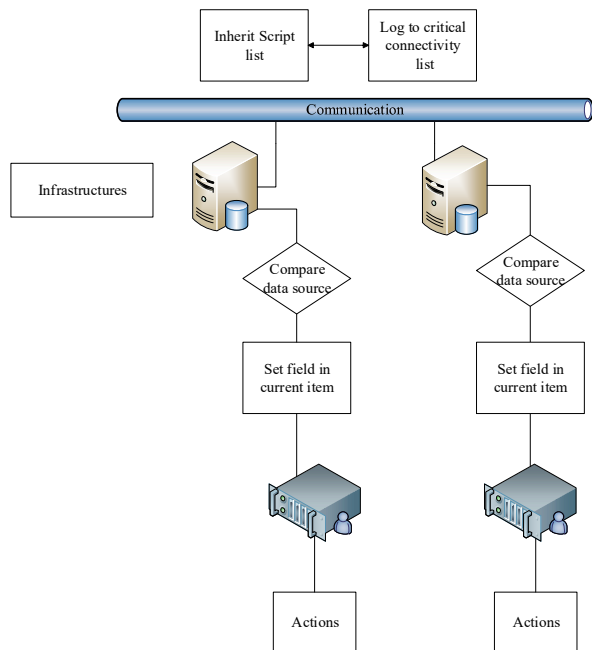 Inherit Script
list
Log to critical
connectivity
list
Communication
Infrastructures
Compare
data source
Compare
data source
Set field in
current item
Set field in
current item
Actions
Actions